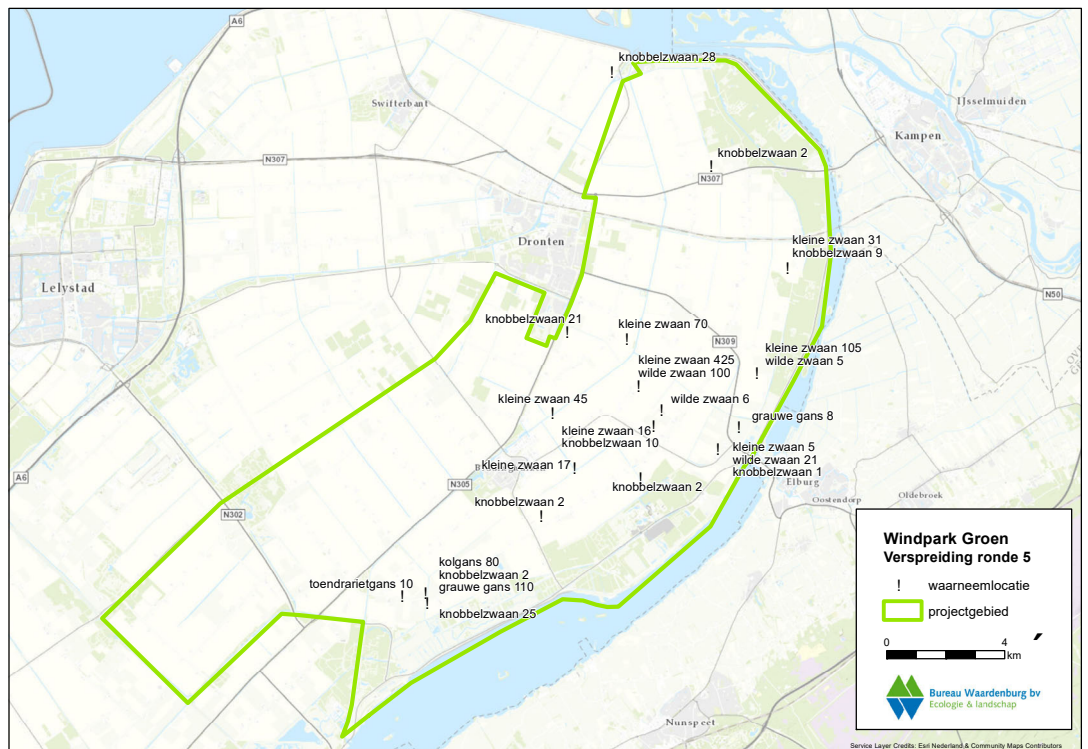 A6
knobbelzwaan 28
Swifterbant
IJsselmuiden
Kampen
N307
knobbelzwaan 2
N307
Dronten
kleine zwaan 31
knobbelzwaan 9
Lelystad
N50
knobbelzwaan 21
kleine zwaan 70
N309
kleine zwaan 105
wilde zwaan 5
kleine zwaan 425
wilde zwaan 100
kleine zwaan 45
wilde zwaan 6
grauwe gans 8
kleine zwaan 16
knobbelzwaan 10
kleine zwaan 5
wilde zwaan 21
knobbelzwaan 1
kleine zwaan 17
A6
N305
knobbelzwaan 2
Elburg
Oostendorp
Oldebroek
knobbelzwaan 2
N302
kolgans 80
knobbelzwaan 2
grauwe gans 110
toendrarietgans 10
knobbelzwaan 25
Nunspeet
Windpark Groen
Verspreiding ronde 5
! waarneemlocatie
projectgebied
0 4
km
Bureau Waardenburg bv
Ecologie & landschap
Service Layer Credits: Esri Nederland & Community Maps Contributors